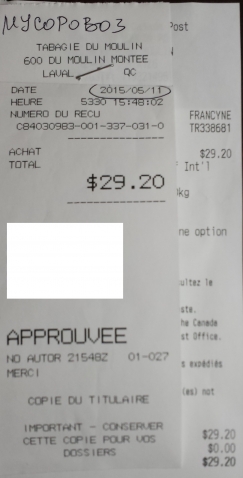 МУСОРОВОЗ
Post
TABAGIE DU MOULIN
600 DU MOULIN MONTEE
LAVAL QC
DATE 2015/05/11
HEURE 5330 15:48:02
NUMERO DU RECU
C84030983-001-337-031-0
FRANCYNE
TR338681
ACHAT
TOTAL
$29.20
$29.20
Int'l
kg
ne option
ultez le
ste.
he Canada
st Office.
APPROUVEE
NO AUTOR 21548Z 01-027
MERCI
s expédiés
(es) not
COPIE DU TITULAIRE
IMPORTANT - CONSERVER
CETTE COPIE POUR VOS
DOSSIERS
$29.20
$0.00
$29.20